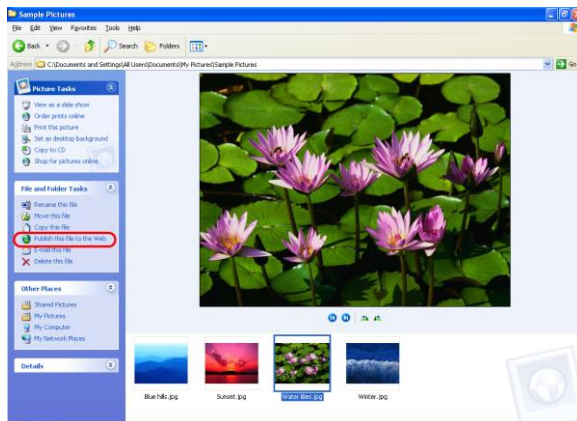 Sample Pictures
File Edit View Favorites Tools Help
Back Search Folders
Address C:\Documents and Settings\All Users\Documents\My Pictures\Sample Pictures Go
Picture Tasks
View as a slide show
Order prints online
Print this picture
Set as desktop background
Copy to CD
Shop for pictures online
File and Folder Tasks
Rename this file
Move this file
Copy this file
Publish this file to the Web
E-mail this file
Delete this file
Other Places
Shared Pictures
My Pictures
My Computer
My Network Places
Details
Blue hills.jpg Sunset.jpg Water lilies.jpg Winter.jpg